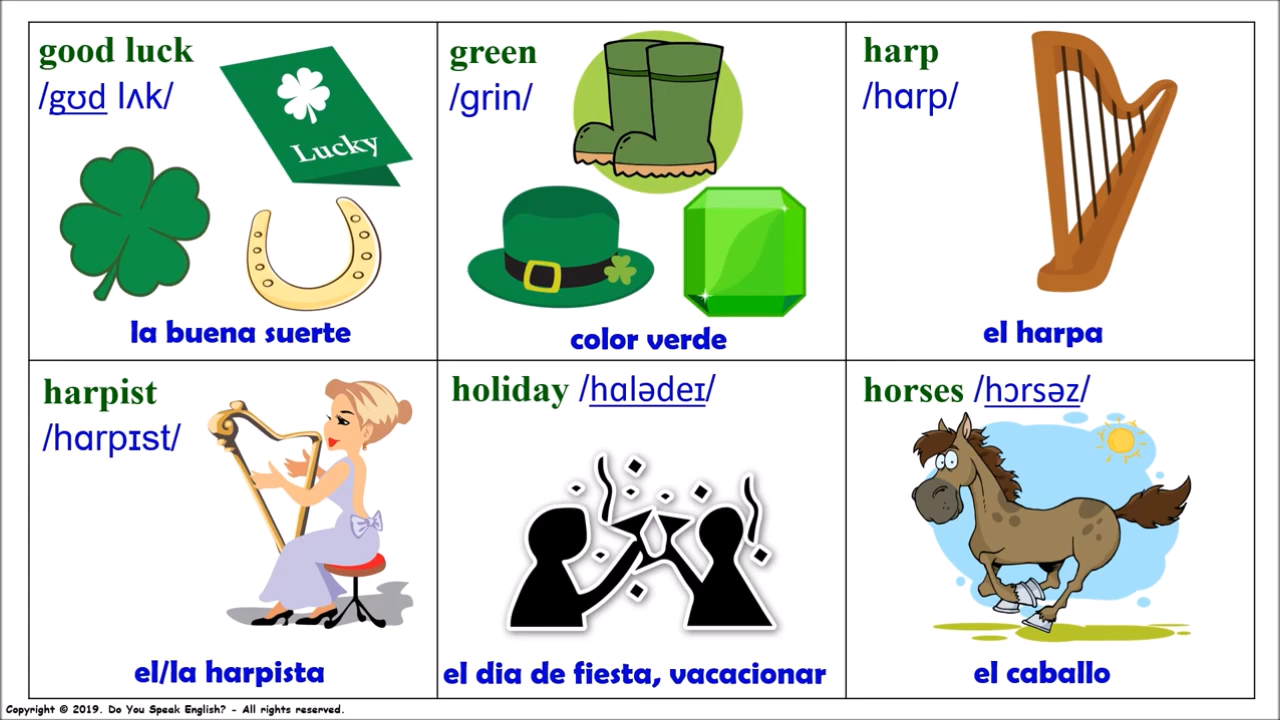 good luck
/gʊd lʌk/
Lucky
la buena suerte
green
/grin/
color verde
harp
/hɑrp/
el harpa
harpist
/hɑrpɪst/
el/la harpista
holiday /hɑlədeɪ/
el dia de fiesta, vacacionar
horses /hɔrsəz/
el caballo
Copyright © 2019. Do You Speak English? - All rights reserved.